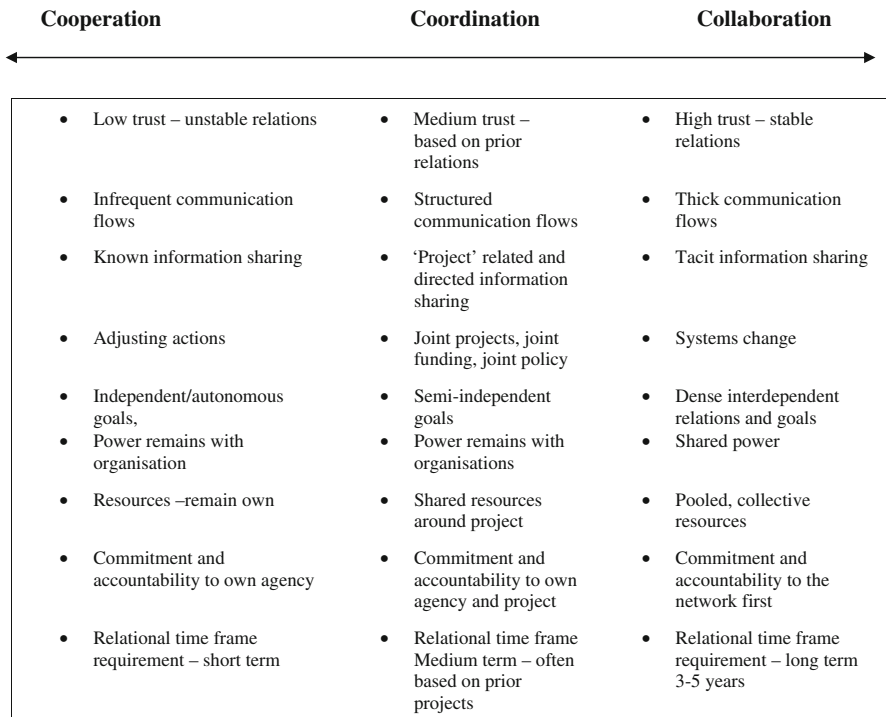 Cooperation Coordination Collaboration
• Low trust – unstable relations
• Medium trust –
based on prior
relations
• High trust – stable
relations
• Infrequent communication
flows
• Structured
communication flows
• Thick communication
flows
• Known information sharing
• ‘Project’ related and
directed information
sharing
• Tacit information sharing
• Adjusting actions
• Joint projects, joint
funding, joint policy
• Systems change
• Independent/autonomous
goals,
• Semi-independent
goals
• Dense interdependent
relations and goals
• Power remains with
organisation
• Power remains with
organisations
• Shared power
• Resources –remain own
• Shared resources
around project
• Pooled, collective
resources
• Commitment and
accountability to own agency
• Commitment and
accountability to own
agency and project
• Commitment and
accountability to the
network first
• Relational time frame
requirement – short term
• Relational time frame
Medium term – often
based on prior
projects
• Relational time frame
requirement – long term
3-5 years